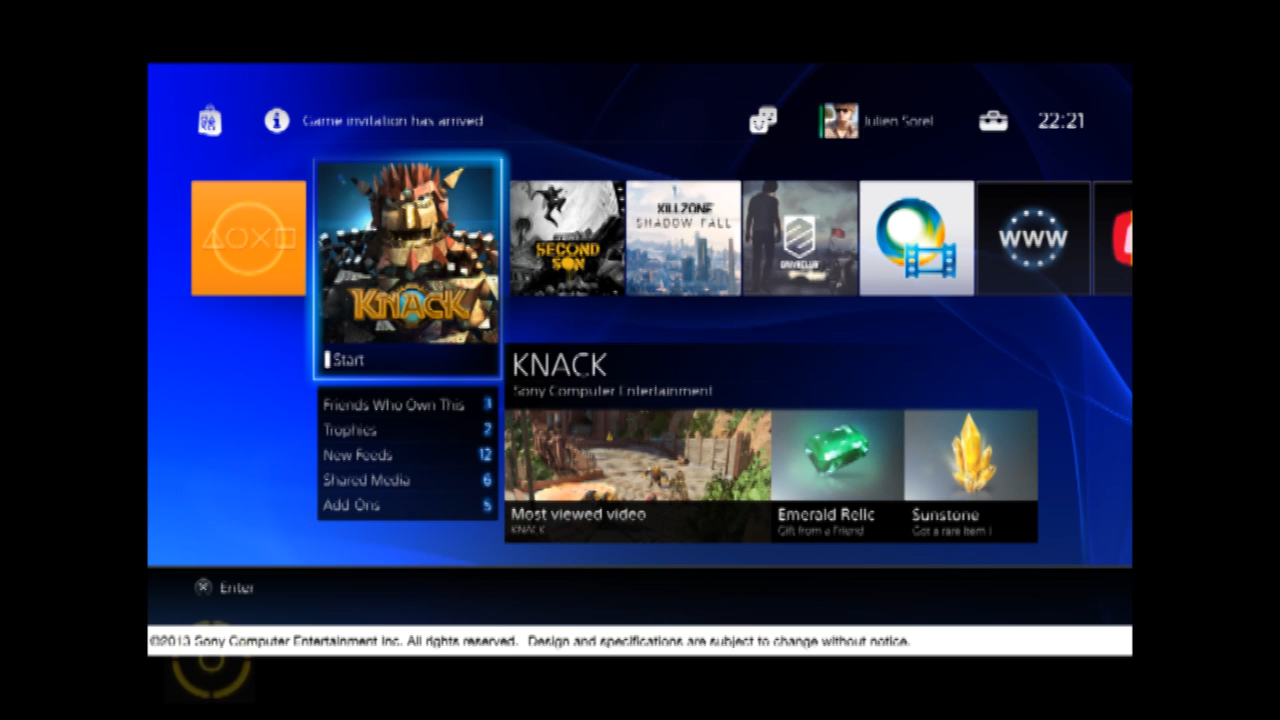 Game invitation has arrived
Julien Sorel
22:21
KNACK
SECOND
SON
KILLZONE
SHADOW FALL
DRIVECLUB
WWW
Start
KNACK
Sony Computer Entertainment
Friends Who Own This 3
Trophies 2
New Feeds 12
Shared Media 6
Add Ons 5
Most viewed video
KNACK
Emerald Relic
Gift from a Friend
Sunstone
Got a rare item !
Enter
©2013 Sony Computer Entertainment Inc. All rights reserved. Design and specifications are subject to change without notice.